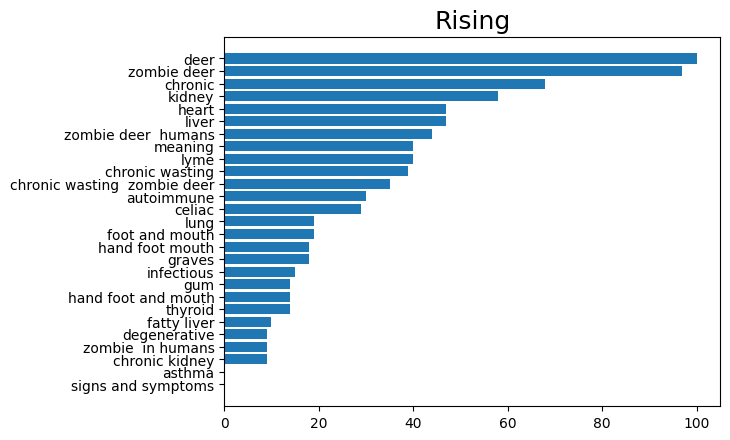 Rising
deer
zombie deer
chronic
kidney
heart
liver
zombie deer  humans
meaning
lyme
chronic wasting
chronic wasting  zombie deer
autoimmune
celiac
lung
foot and mouth
hand foot mouth
graves
infectious
gum
hand foot and mouth
thyroid
fatty liver
degenerative
zombie  in humans
chronic kidney
asthma
signs and symptoms
0 20 40 60 80 100